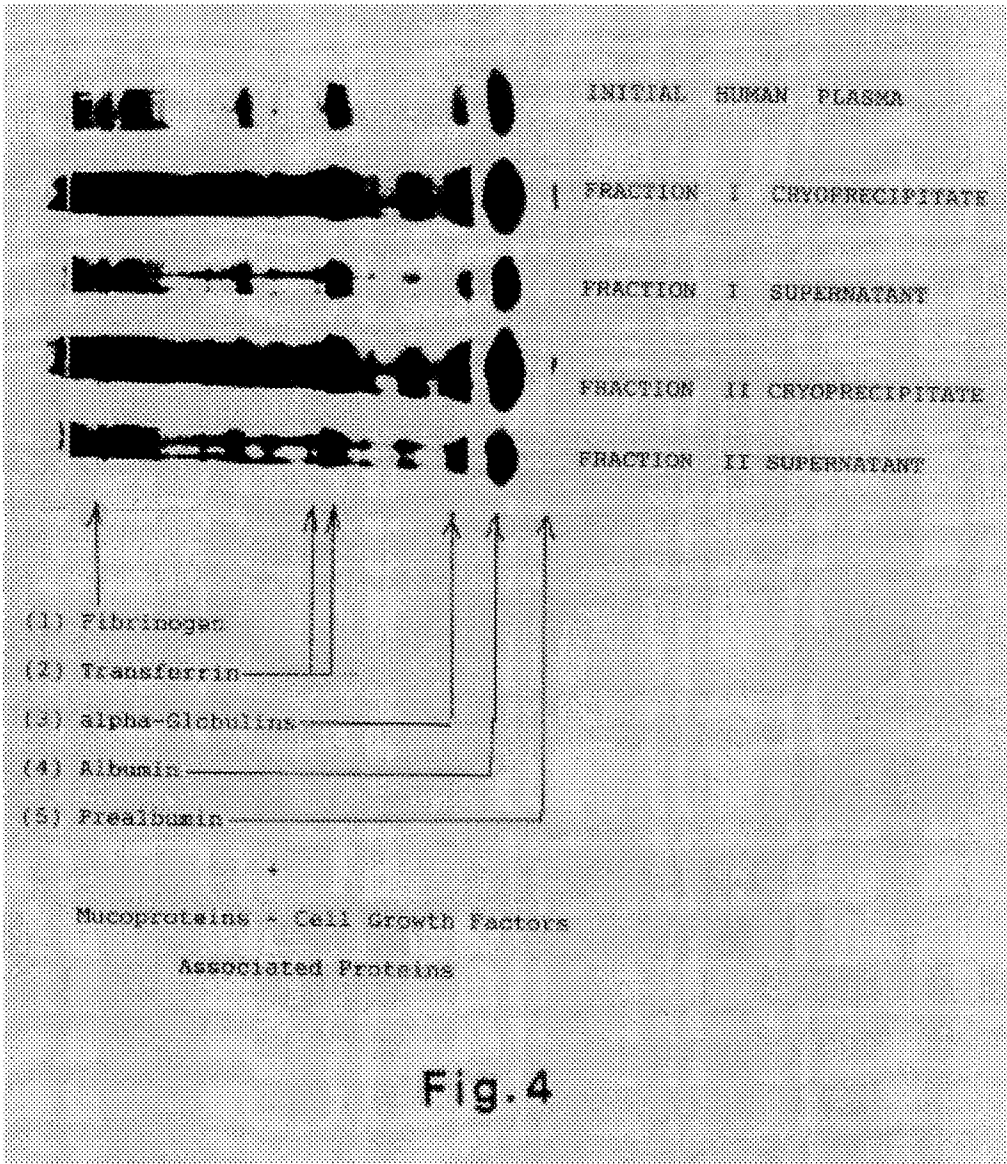 INITIAL HUMAN PLASMA
FRACTION I CRYOPRECIPITATE
FRACTION I SUPERNATANT
FRACTION II CRYOPRECIPITATE
FRACTION II SUPERNATANT
(1) Fibrinogen
(2) Transferrin
(3) alpha-Globulins
(4) Albumin
(5) Prealbumin
+
Mucoproteins - Cell Growth Factors
Associated Proteins
Fig.4